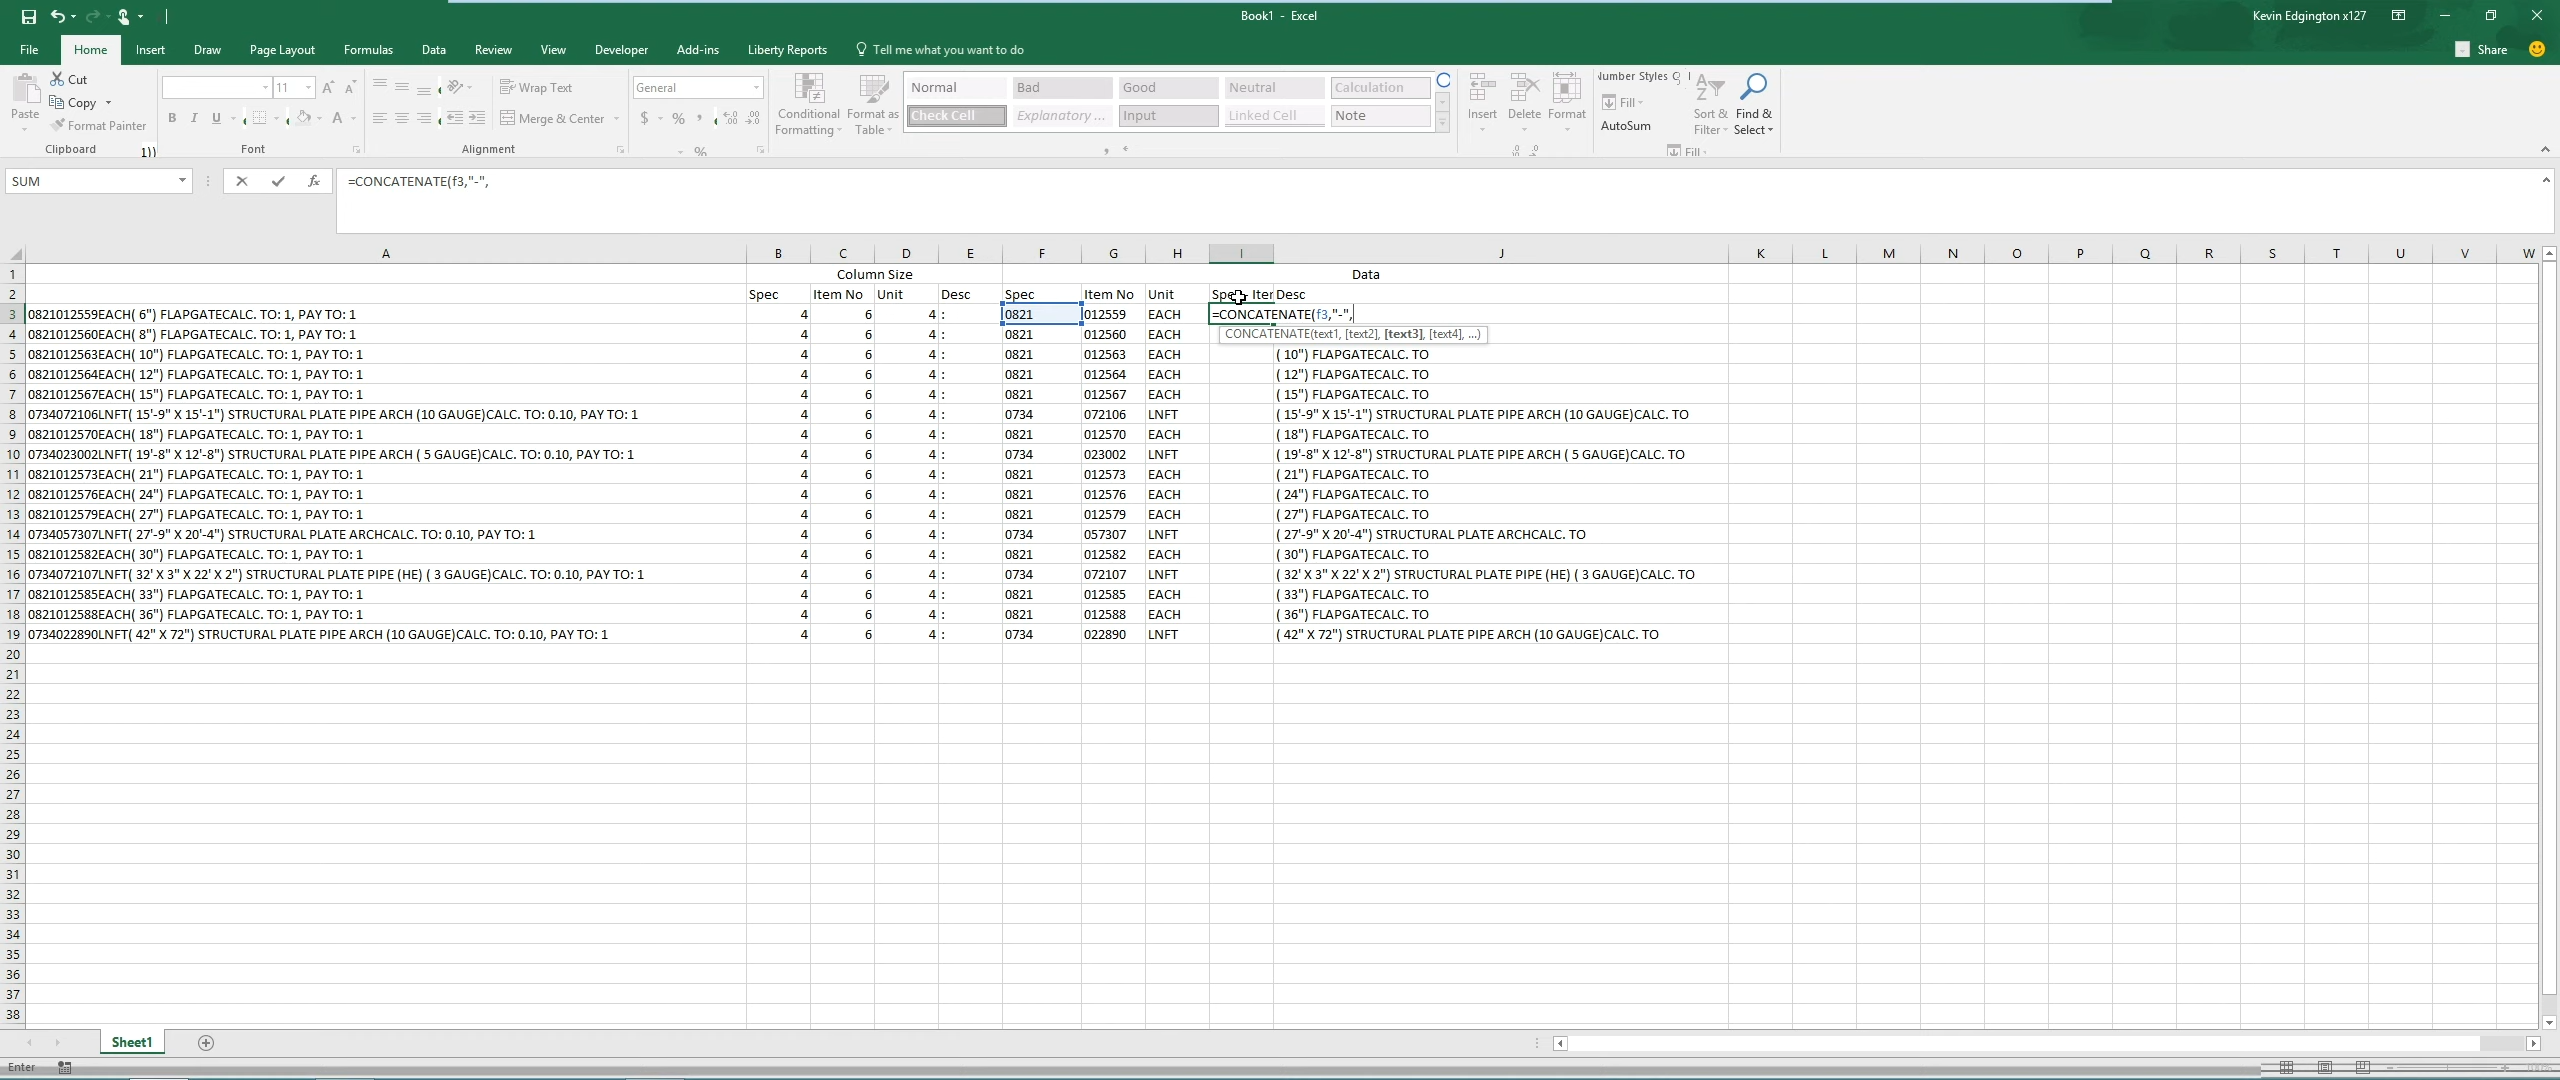 Book1 - Excel
Kevin Edgington x127
File Home Insert Draw Page Layout Formulas Data Review View Developer Add-ins Liberty Reports Tell me what you want to do Share
Cut Copy Format Painter Paste Clipboard 1))
11 B I U A Font
Wrap Text Merge & Center Alignment
General $ % , %
Conditional Formatting Format as Table
Normal Bad Good Neutral Calculation
Check Cell Explanatory ... Input Linked Cell Note
Insert Delete Format
Fill AutoSum Sort & Filter Find & Select Fill
SUM fx =CONCATENATE(f3,"-",
A B C D E F G H I J K L M N O P Q R S T U V W
1 Column Size Data
2 Spec Item No Unit Desc Spec Item No Unit Desc
3 0821012559EACH( 6") FLAPGATECALC. TO: 1, PAY TO: 1 4 6 4 : 0821 012559 EACH =CONCATENATE(f3,"-",
4 0821012560EACH( 8") FLAPGATECALC. TO: 1, PAY TO: 1 4 6 4 : 0821 012560 EACH CONCATENATE(text1, [text2], [text3], [text4], ...)
5 0821012563EACH( 10") FLAPGATECALC. TO: 1, PAY TO: 1 4 6 4 : 0821 012563 EACH ( 10") FLAPGATECALC. TO
6 0821012564EACH( 12") FLAPGATECALC. TO: 1, PAY TO: 1 4 6 4 : 0821 012564 EACH ( 12") FLAPGATECALC. TO
7 0821012567EACH( 15") FLAPGATECALC. TO: 1, PAY TO: 1 4 6 4 : 0821 012567 EACH ( 15") FLAPGATECALC. TO
8 0734072106LNFT( 15'-9" X 15'-1") STRUCTURAL PLATE PIPE ARCH (10 GAUGE)CALC. TO: 0.10, PAY TO: 1 4 6 4 : 0734 072106 LNFT ( 15'-9" X 15'-1") STRUCTURAL PLATE PIPE ARCH (10 GAUGE)CALC. TO
9 0821012570EACH( 18") FLAPGATECALC. TO: 1, PAY TO: 1 4 6 4 : 0821 012570 EACH ( 18") FLAPGATECALC. TO
10 0734023002LNFT( 19'-8" X 12'-8") STRUCTURAL PLATE PIPE ARCH ( 5 GAUGE)CALC. TO: 0.10, PAY TO: 1 4 6 4 : 0734 023002 LNFT ( 19'-8" X 12'-8") STRUCTURAL PLATE PIPE ARCH ( 5 GAUGE)CALC. TO
11 0821012573EACH( 21") FLAPGATECALC. TO: 1, PAY TO: 1 4 6 4 : 0821 012573 EACH ( 21") FLAPGATECALC. TO
12 0821012576EACH( 24") FLAPGATECALC. TO: 1, PAY TO: 1 4 6 4 : 0821 012576 EACH ( 24") FLAPGATECALC. TO
13 0821012579EACH( 27") FLAPGATECALC. TO: 1, PAY TO: 1 4 6 4 : 0821 012579 EACH ( 27") FLAPGATECALC. TO
14 0734057307LNFT( 27'-9" X 20'-4") STRUCTURAL PLATE ARCHCALC. TO: 0.10, PAY TO: 1 4 6 4 : 0734 057307 LNFT ( 27'-9" X 20'-4") STRUCTURAL PLATE ARCHCALC. TO
15 0821012582EACH( 30") FLAPGATECALC. TO: 1, PAY TO: 1 4 6 4 : 0821 012582 EACH ( 30") FLAPGATECALC. TO
16 0734072107LNFT( 32' X 3" X 22' X 2") STRUCTURAL PLATE PIPE (HE) ( 3 GAUGE)CALC. TO: 0.10, PAY TO: 1 4 6 4 : 0734 072107 LNFT ( 32' X 3" X 22' X 2") STRUCTURAL PLATE PIPE (HE) ( 3 GAUGE)CALC. TO
17 0821012585EACH( 33") FLAPGATECALC. TO: 1, PAY TO: 1 4 6 4 : 0821 012585 EACH ( 33") FLAPGATECALC. TO
18 0821012588EACH( 36") FLAPGATECALC. TO: 1, PAY TO: 1 4 6 4 : 0821 012588 EACH ( 36") FLAPGATECALC. TO
19 0734022890LNFT( 42" X 72") STRUCTURAL PLATE PIPE ARCH (10 GAUGE)CALC. TO: 0.10, PAY TO: 1 4 6 4 : 0734 022890 LNFT ( 42" X 72") STRUCTURAL PLATE PIPE ARCH (10 GAUGE)CALC. TO
20
21
22
23
24
25
26
27
28
29
30
31
32
33
34
35
36
37
38
Sheet1
Enter